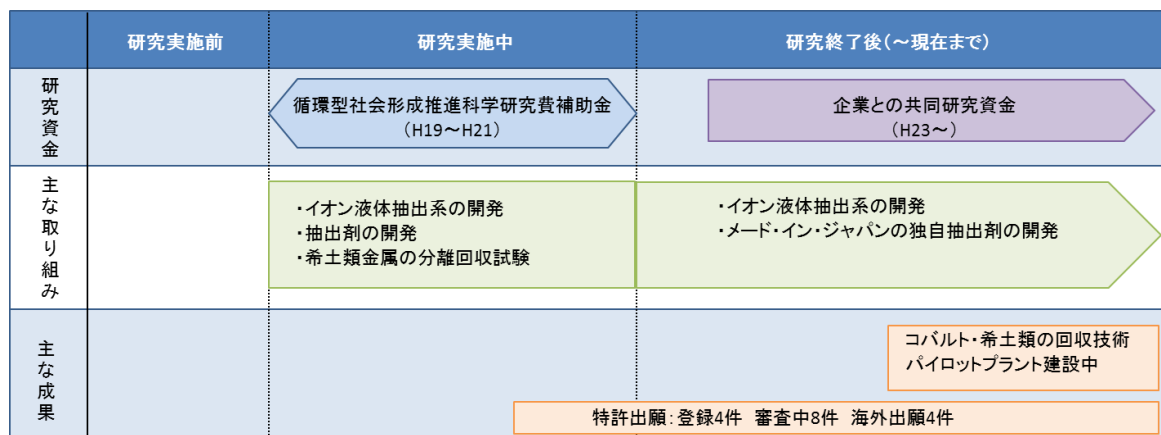 研究実施前
研究実施中
研究終了後(～現在まで)
研究資金
循環型社会形成推進科学研究費補助金
(H19～H21)
企業との共同研究資金
(H23～)
主な取り組み
・イオン液体抽出系の開発
・抽出剤の開発
・希土類金属の分離回収試験
・イオン液体抽出系の開発
・メード・イン・ジャパンの独自抽出剤の開発
主な成果
コバルト・希土類の回収技術
パイロットプラント建設中
特許出願：登録4件 審査中8件 海外出願4件